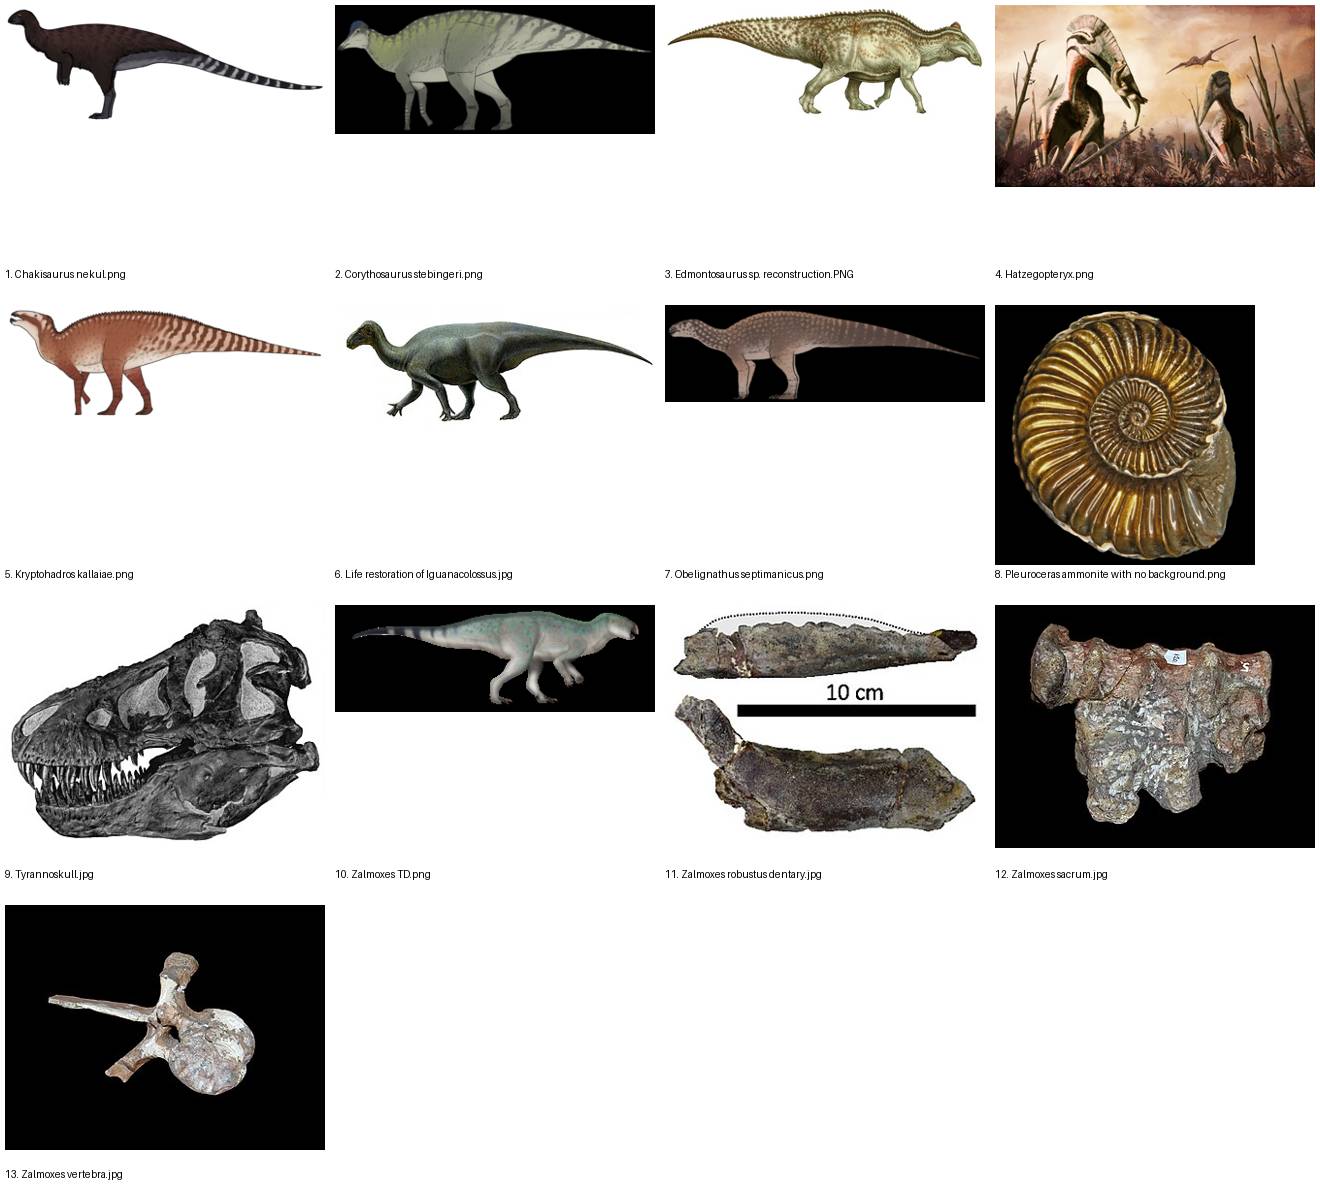 1. Chakisaurus nekul.png
2. Corythosaurus stebingeri.png
3. Edmontosaurus sp. reconstruction.PNG
4. Hatzegopteryx.png
5. Kryptohadros kallaiae.png
6. Life restoration of Iguanacolossus.jpg
7. Obelignathus septimanicus.png
8. Pleuroceras ammonite with no background.png
10 cm
9. Tyrannoskull.jpg
10. Zalmoxes TD.png
11. Zalmoxes robustus dentary.jpg
12. Zalmoxes sacrum.jpg
13. Zalmoxes vertebra.jpg